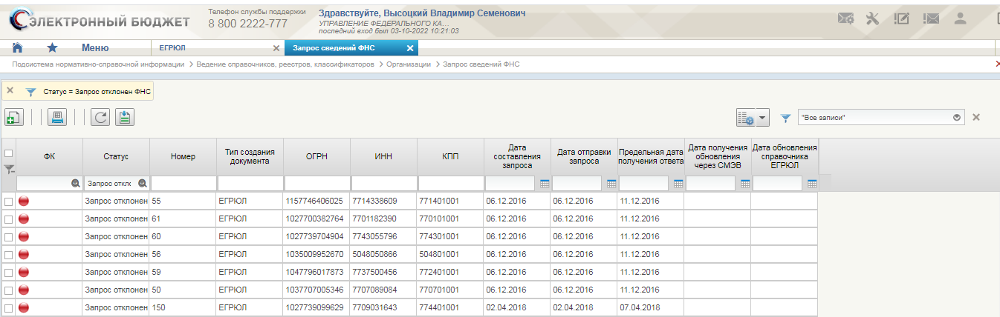 ЭЛЕКТРОННЫЙ БЮДЖЕТ
Телефон службы поддержки
8 800 2222-777
Здравствуйте, Высоцкий Владимир Семенович
УПРАВЛЕНИЕ ФЕДЕРАЛЬНОГО КА...
последний вход был 03-10-2022 10:21:03
Меню ЕГРЮЛ Запрос сведений ФНС
Подсистема нормативно-справочной информации > Ведение справочников, реестров, классификаторов > Организации > Запрос сведений ФНС
Статус = Запрос отклонен ФНС
"Все записи"
ФК Статус Номер Тип создания документа ОГРН ИНН КПП Дата составления запроса Дата отправки запроса Предельная дата получения ответа Дата получения обновления через СМЭВ Дата обновления справочника ЕГРЮЛ
Запрос откло
Запрос отклонен 55 ЕГРЮЛ 1157746406025 7714338609 771401001 06.12.2016 06.12.2016 11.12.2016
Запрос отклонен 61 ЕГРЮЛ 1027700382764 7701182390 770101001 06.12.2016 06.12.2016 11.12.2016
Запрос отклонен 60 ЕГРЮЛ 1027739704904 7743055796 774301001 06.12.2016 06.12.2016 11.12.2016
Запрос отклонен 56 ЕГРЮЛ 1035009952670 5048050866 504801001 06.12.2016 06.12.2016 11.12.2016
Запрос отклонен 59 ЕГРЮЛ 1047796017873 7737500456 772401001 06.12.2016 06.12.2016 11.12.2016
Запрос отклонен 50 ЕГРЮЛ 1037707005346 7707089084 770701001 06.12.2016 06.12.2016 11.12.2016
Запрос отклонен 150 ЕГРЮЛ 1027739099629 7709031643 774401001 02.04.2018 02.04.2018 07.04.2018